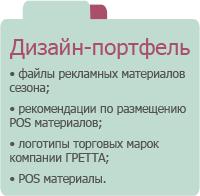 Дизайн-портфель
• файлы рекламных материалов
сезона;
• рекомендации по размещению
POS материалов;
• логотипы торговых марок
компании ГРЕТТА;
• POS материалы.